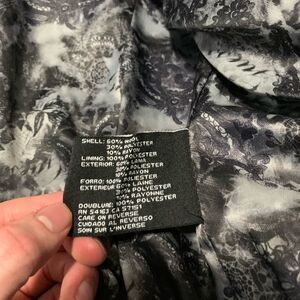 SHELL: 60% WOOL
30% POLYESTER
10% RAYON
LINING: 100% POLYESTER
EXTERIOR: 60% LANA
30% POLIESTER
10% RAYON
FORRO: 100% POLIESTER
EXTERIEUR: 60% LAINE
30% POLYESTER
10% RAYONNE
DOUBLURE: 100% POLYESTER
RN 54163 CA 57151
CARE ON REVERSE
CUIDADO AL REVERSO
SOIN SUR L'INVERSE